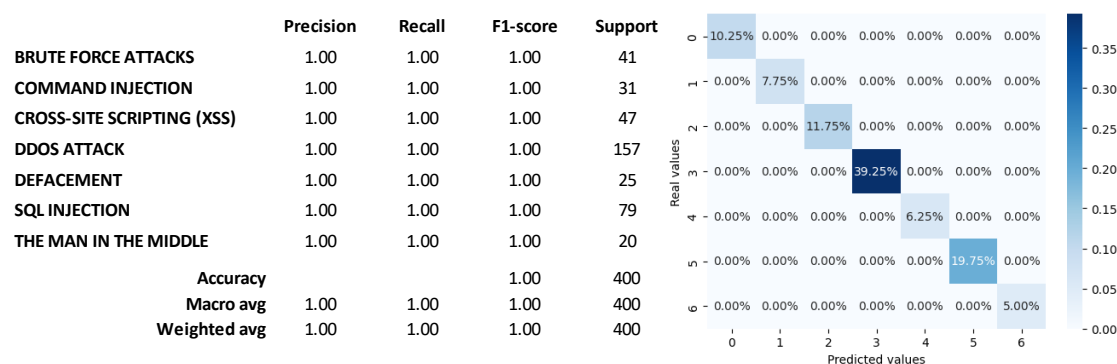 Precision Recall F1-score Support
BRUTE FORCE ATTACKS 1.00 1.00 1.00 41
COMMAND INJECTION 1.00 1.00 1.00 31
CROSS-SITE SCRIPTING (XSS) 1.00 1.00 1.00 47
DDOS ATTACK 1.00 1.00 1.00 157
DEFACEMENT 1.00 1.00 1.00 25
SQL INJECTION 1.00 1.00 1.00 79
THE MAN IN THE MIDDLE 1.00 1.00 1.00 20
Accuracy 1.00 400
Macro avg 1.00 1.00 1.00 400
Weighted avg 1.00 1.00 1.00 400
Real values
0 10.25% 0.00% 0.00% 0.00% 0.00% 0.00% 0.00%
1 0.00% 7.75% 0.00% 0.00% 0.00% 0.00% 0.00%
2 0.00% 0.00% 11.75% 0.00% 0.00% 0.00% 0.00%
3 0.00% 0.00% 0.00% 39.25% 0.00% 0.00% 0.00%
4 0.00% 0.00% 0.00% 0.00% 6.25% 0.00% 0.00%
5 0.00% 0.00% 0.00% 0.00% 0.00% 19.75% 0.00%
6 0.00% 0.00% 0.00% 0.00% 0.00% 0.00% 5.00%
0 1 2 3 4 5 6
Predicted values
0.35
0.30
0.25
0.20
0.15
0.10
0.05
0.00